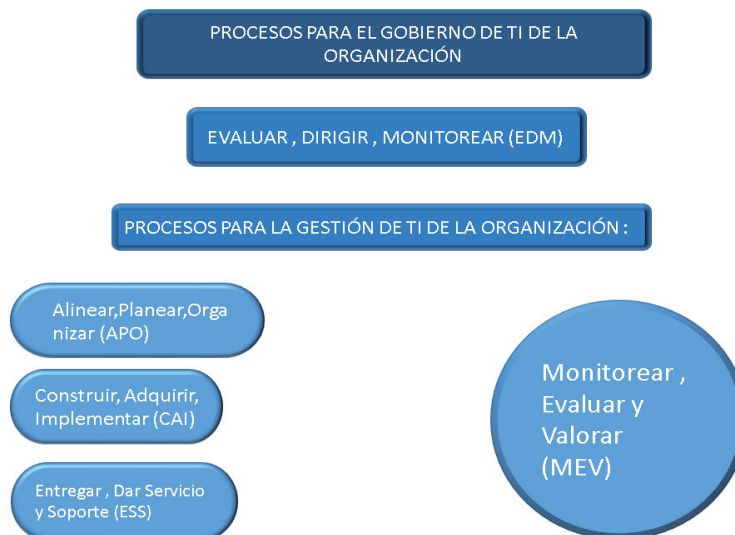 PROCESOS PARA EL GOBIERNO DE TI DE LA
ORGANIZACIÓN
EVALUAR , DIRIGIR , MONITOREAR (EDM)
PROCESOS PARA LA GESTIÓN DE TI DE LA ORGANIZACIÓN :
Alinear,Planear,Orga
nizar (APO)
Construir, Adquirir,
Implementar (CAI)
Entregar , Dar Servicio
y Soporte (ESS)
Monitorear ,
Evaluar y
Valorar
(MEV)